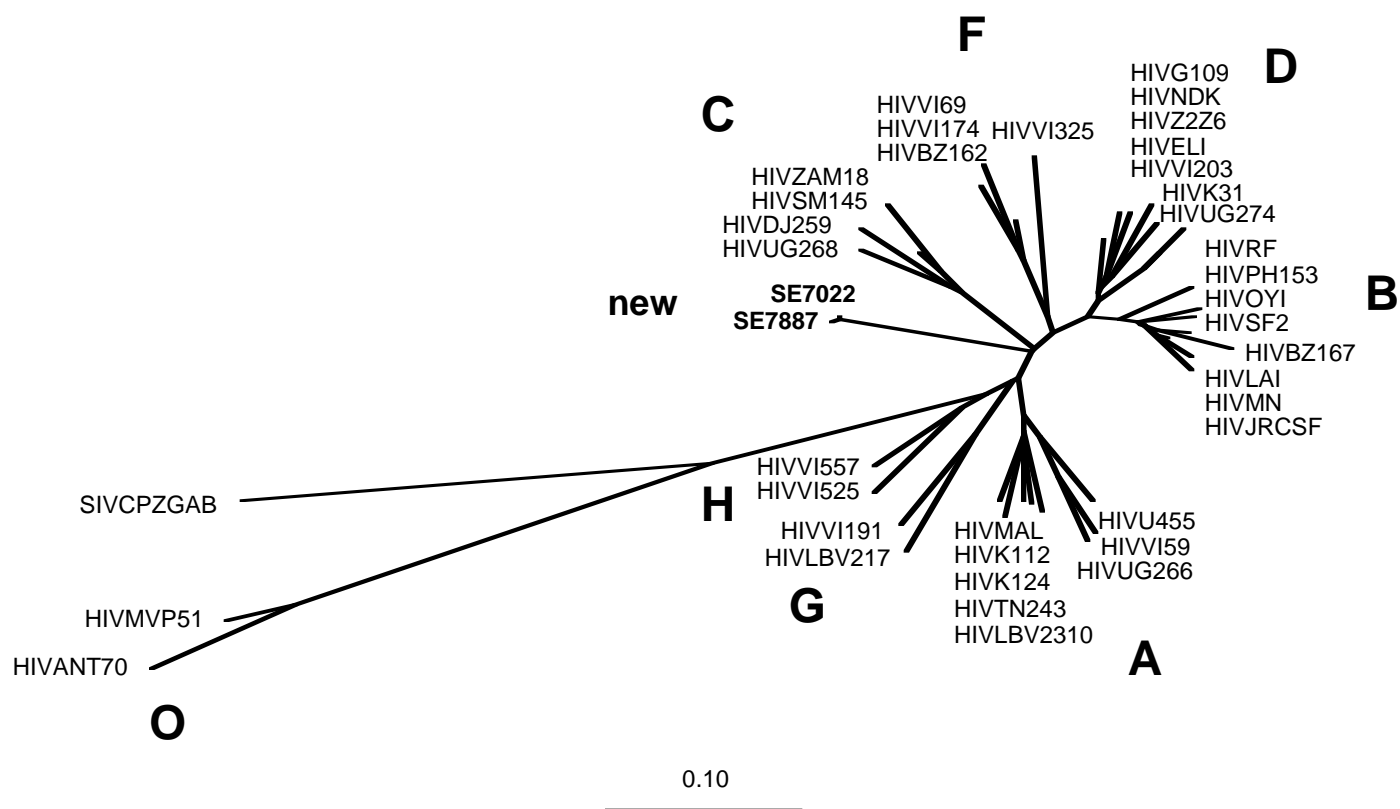 F
D
HIVG109
HIVNDK
HIVZ2Z6
HIVELI
HIVVI203
HIVK31
HIVUG274
C
HIVVI69
HIVVI174
HIVBZ162
HIVVI325
HIVZAM18
HIVSM145
HIVDJ259
HIVUG268
new
SE7022
SE7887
B
HIVRF
HIVPH153
HIVOYI
HIVSF2
HIVBZ167
HIVLAI
HIVMN
HIVJRCSF
SIVCPZGAB
H
HIVVI557
HIVVI525
HIVVI191
HIVLBV217
G
HIVMAL
HIVK112
HIVK124
HIVTN243
HIVLBV2310
HIVU455
HIVVI59
HIVUG266
A
HIVMVP51
HIVANT70
O
0.10